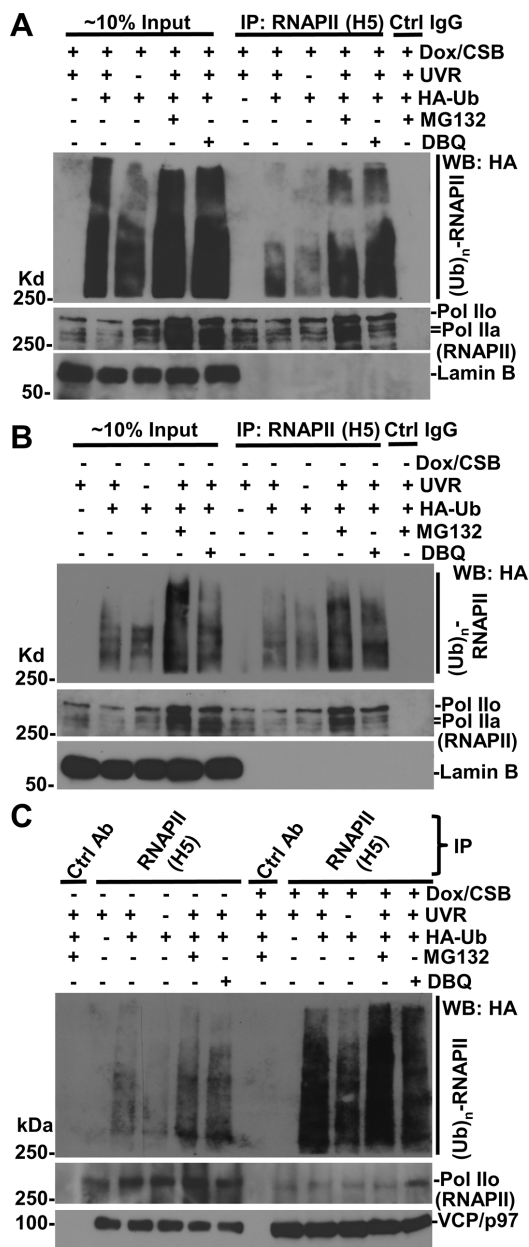 A
~10% Input IP: RNAPII (H5) Ctrl IgG
+ + + + + + + + + + + Dox/CSB
+ + - + + + + - + + + UVR
- + + + + - + + + + + HA-Ub
- - - + - - - - + - + MG132
- - - - + - - - - + - DBQ
WB: HA
(Ub)n-RNAPII
Kd
250-
-Pol IIo
=Pol IIa
250-
(RNAPII)
-Lamin B
50-
B
~10% Input IP: RNAPII (H5) Ctrl IgG
- - - - - - - - - - - Dox/CSB
+ + - + + + + - + + + UVR
- + + + + - + + + + + HA-Ub
- - - + - - - - + - + MG132
- - - - + - - - - + - DBQ
WB: HA
(Ub)n-
RNAPII
Kd
250-
-Pol IIo
=Pol IIa
250-
(RNAPII)
-Lamin B
50-
C
Ctrl Ab RNAPII (H5) Ctrl Ab RNAPII (H5) IP
- - - - - - + + + + + + Dox/CSB
+ + + - + + + + + - + + UVR
+ - + + + + + - + + + + HA-Ub
+ - - - + - + - - - + - MG132
- - - - - + - - - - - + DBQ
WB: HA
(Ub)n-RNAPII
kDa
250-
-Pol IIo
(RNAPII)
250-
100-
-VCP/p97